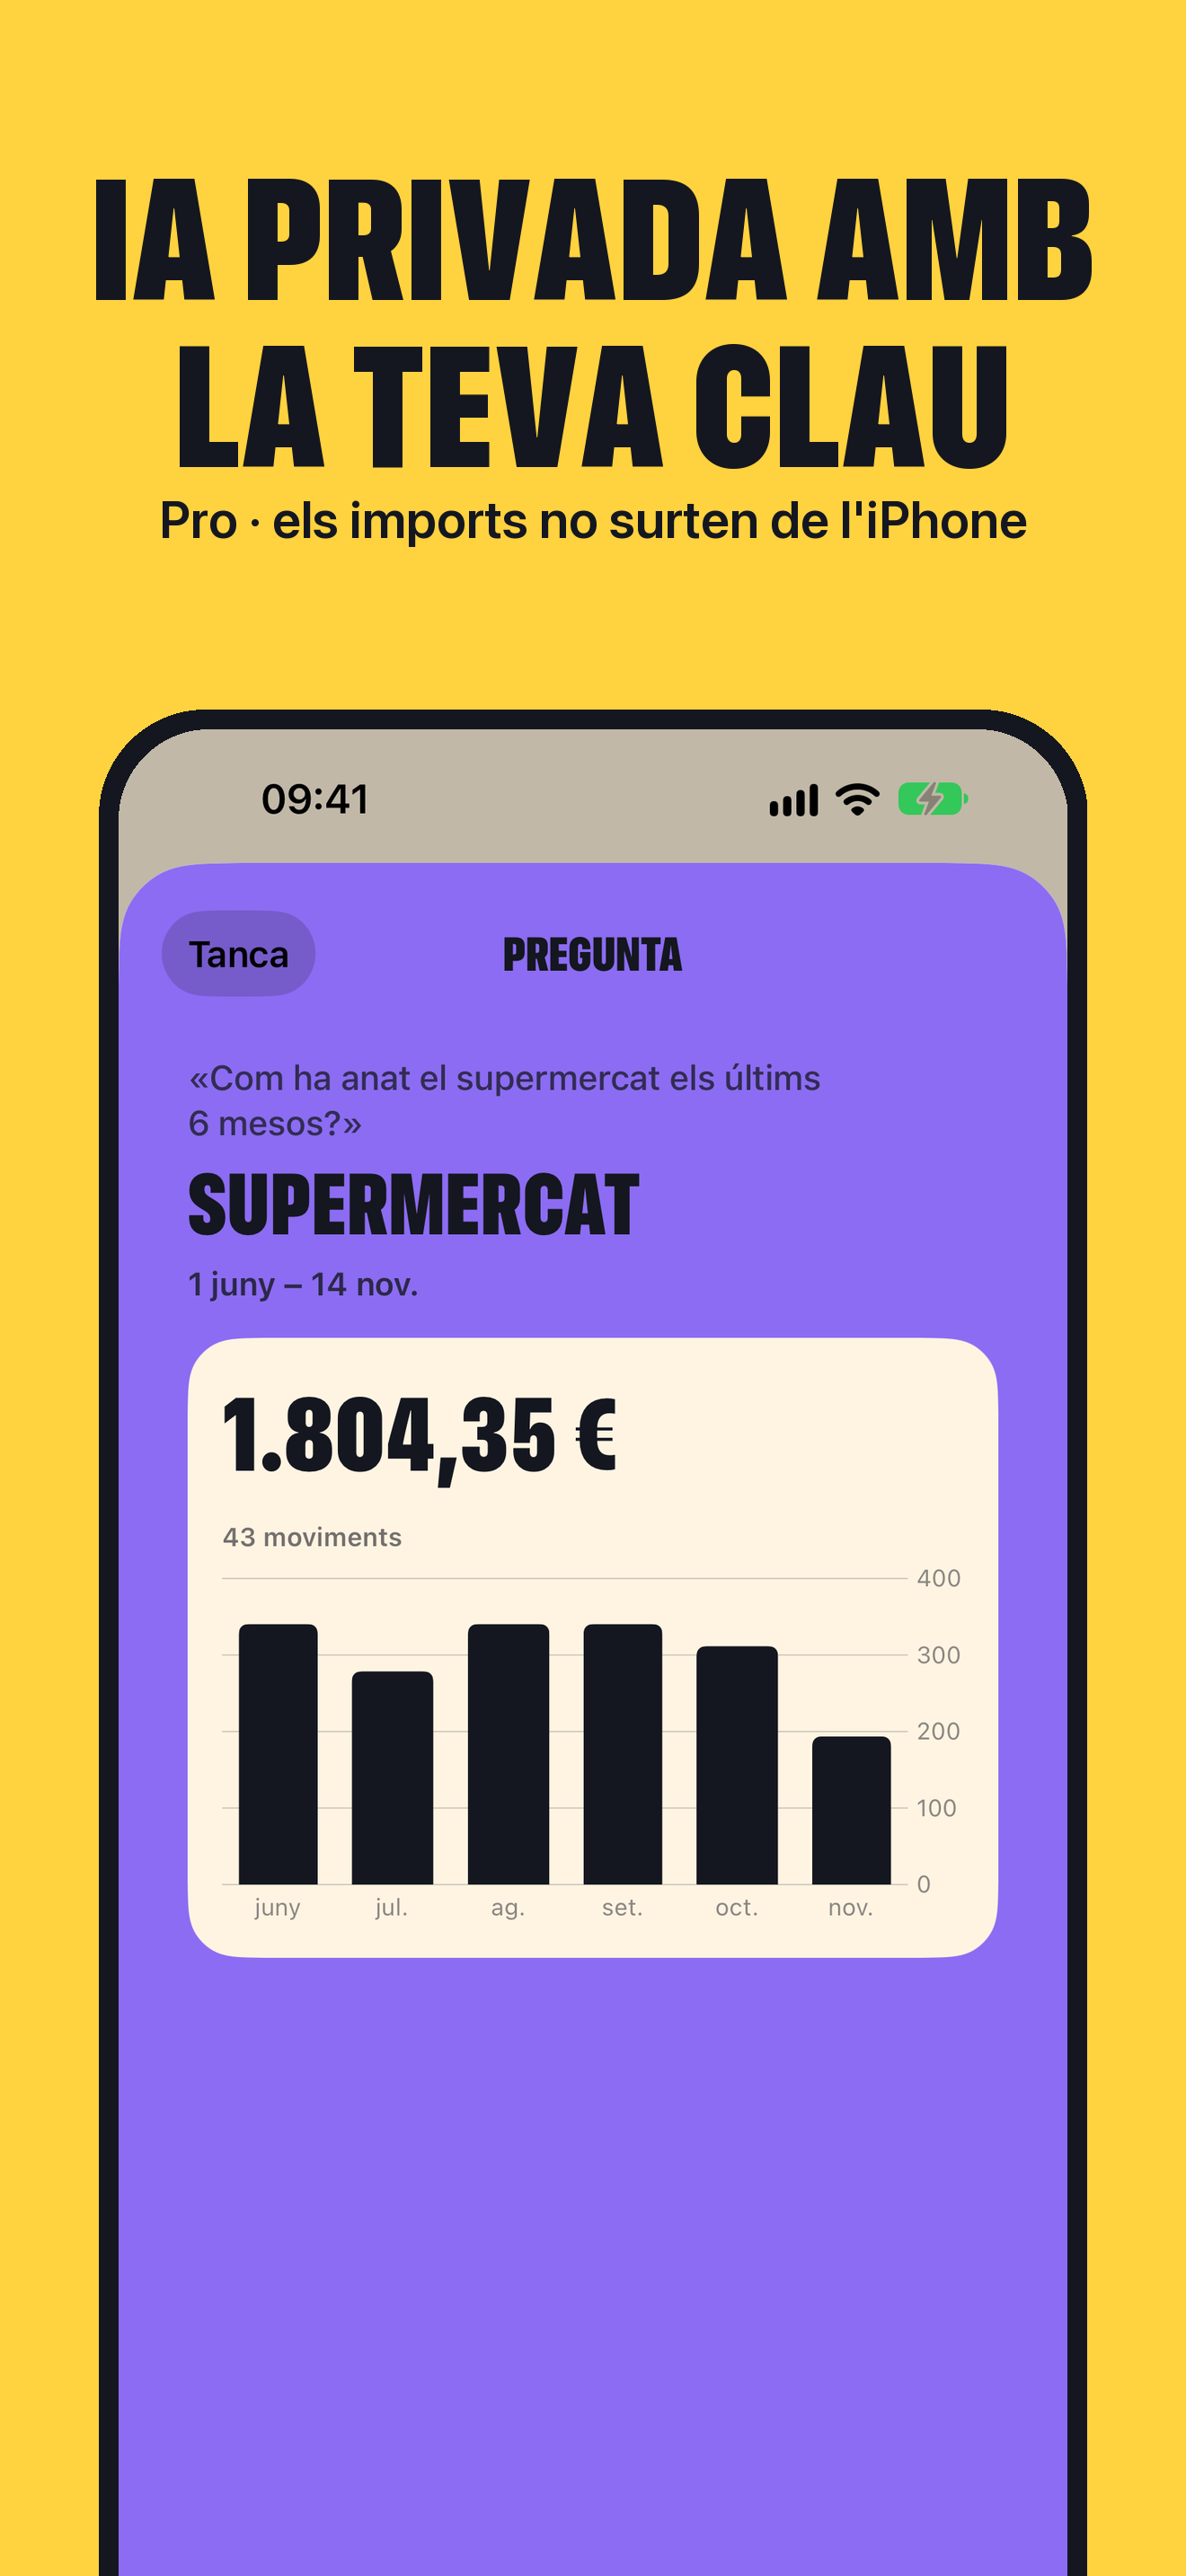 IA PRIVADA AMB
LA TEVA CLAU
Pro · els imports no surten de l'iPhone
09:41
Tanca
PREGUNTA
«Com ha anat el supermercat els últims
6 mesos?»
SUPERMERCAT
1 juny – 14 nov.
1.804,35 €
43 moviments
400
300
200
100
0
juny jul. ag. set. oct. nov.